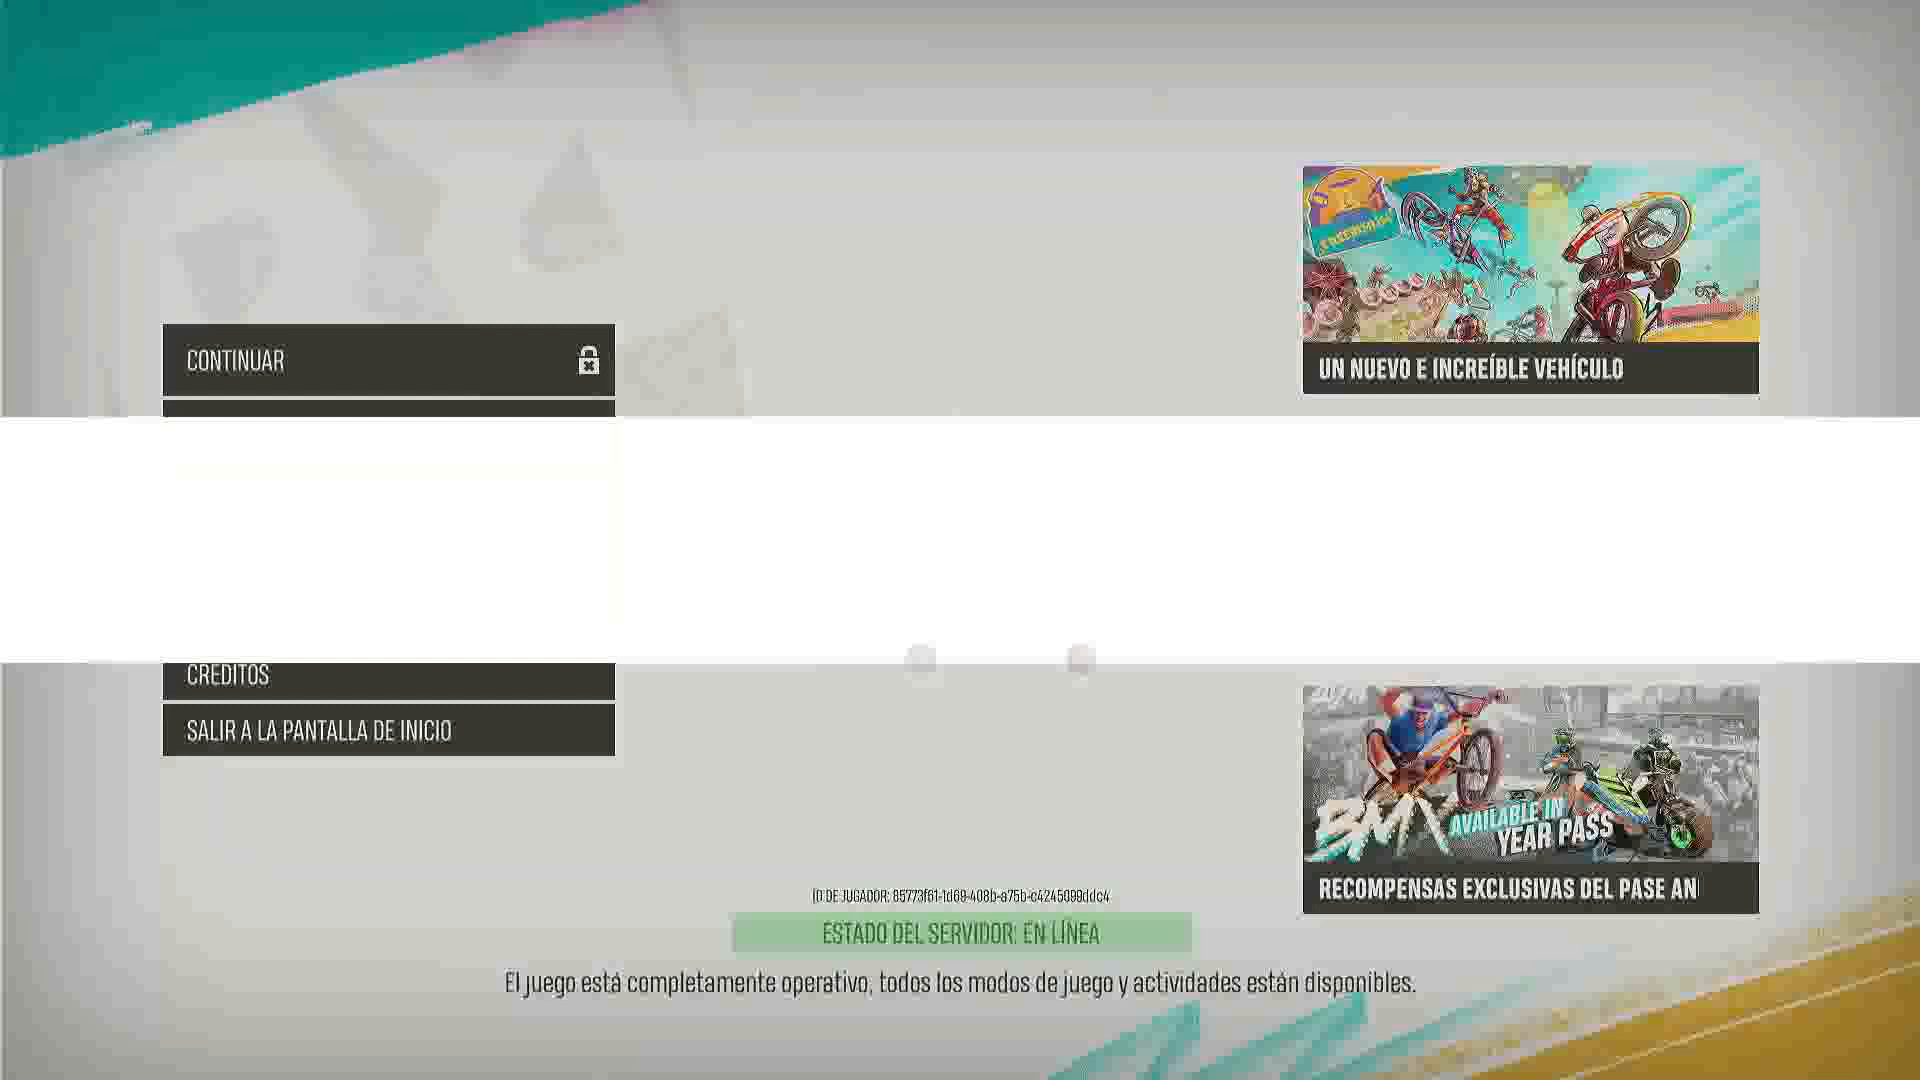 CONTINUAR
UN NUEVO E INCREÍBLE VEHÍCULO
CRÉDITOS
SALIR A LA PANTALLA DE INICIO
BMX
AVAILABLE IN
YEAR PASS
RECOMPENSAS EXCLUSIVAS DEL PASE AN
ID DE JUGADOR: 85773f61-1d69-408b-a75b-c4245099ddc4
ESTADO DEL SERVIDOR: EN LÍNEA
El juego está completamente operativo, todos los modos de juego y actividades están disponibles.